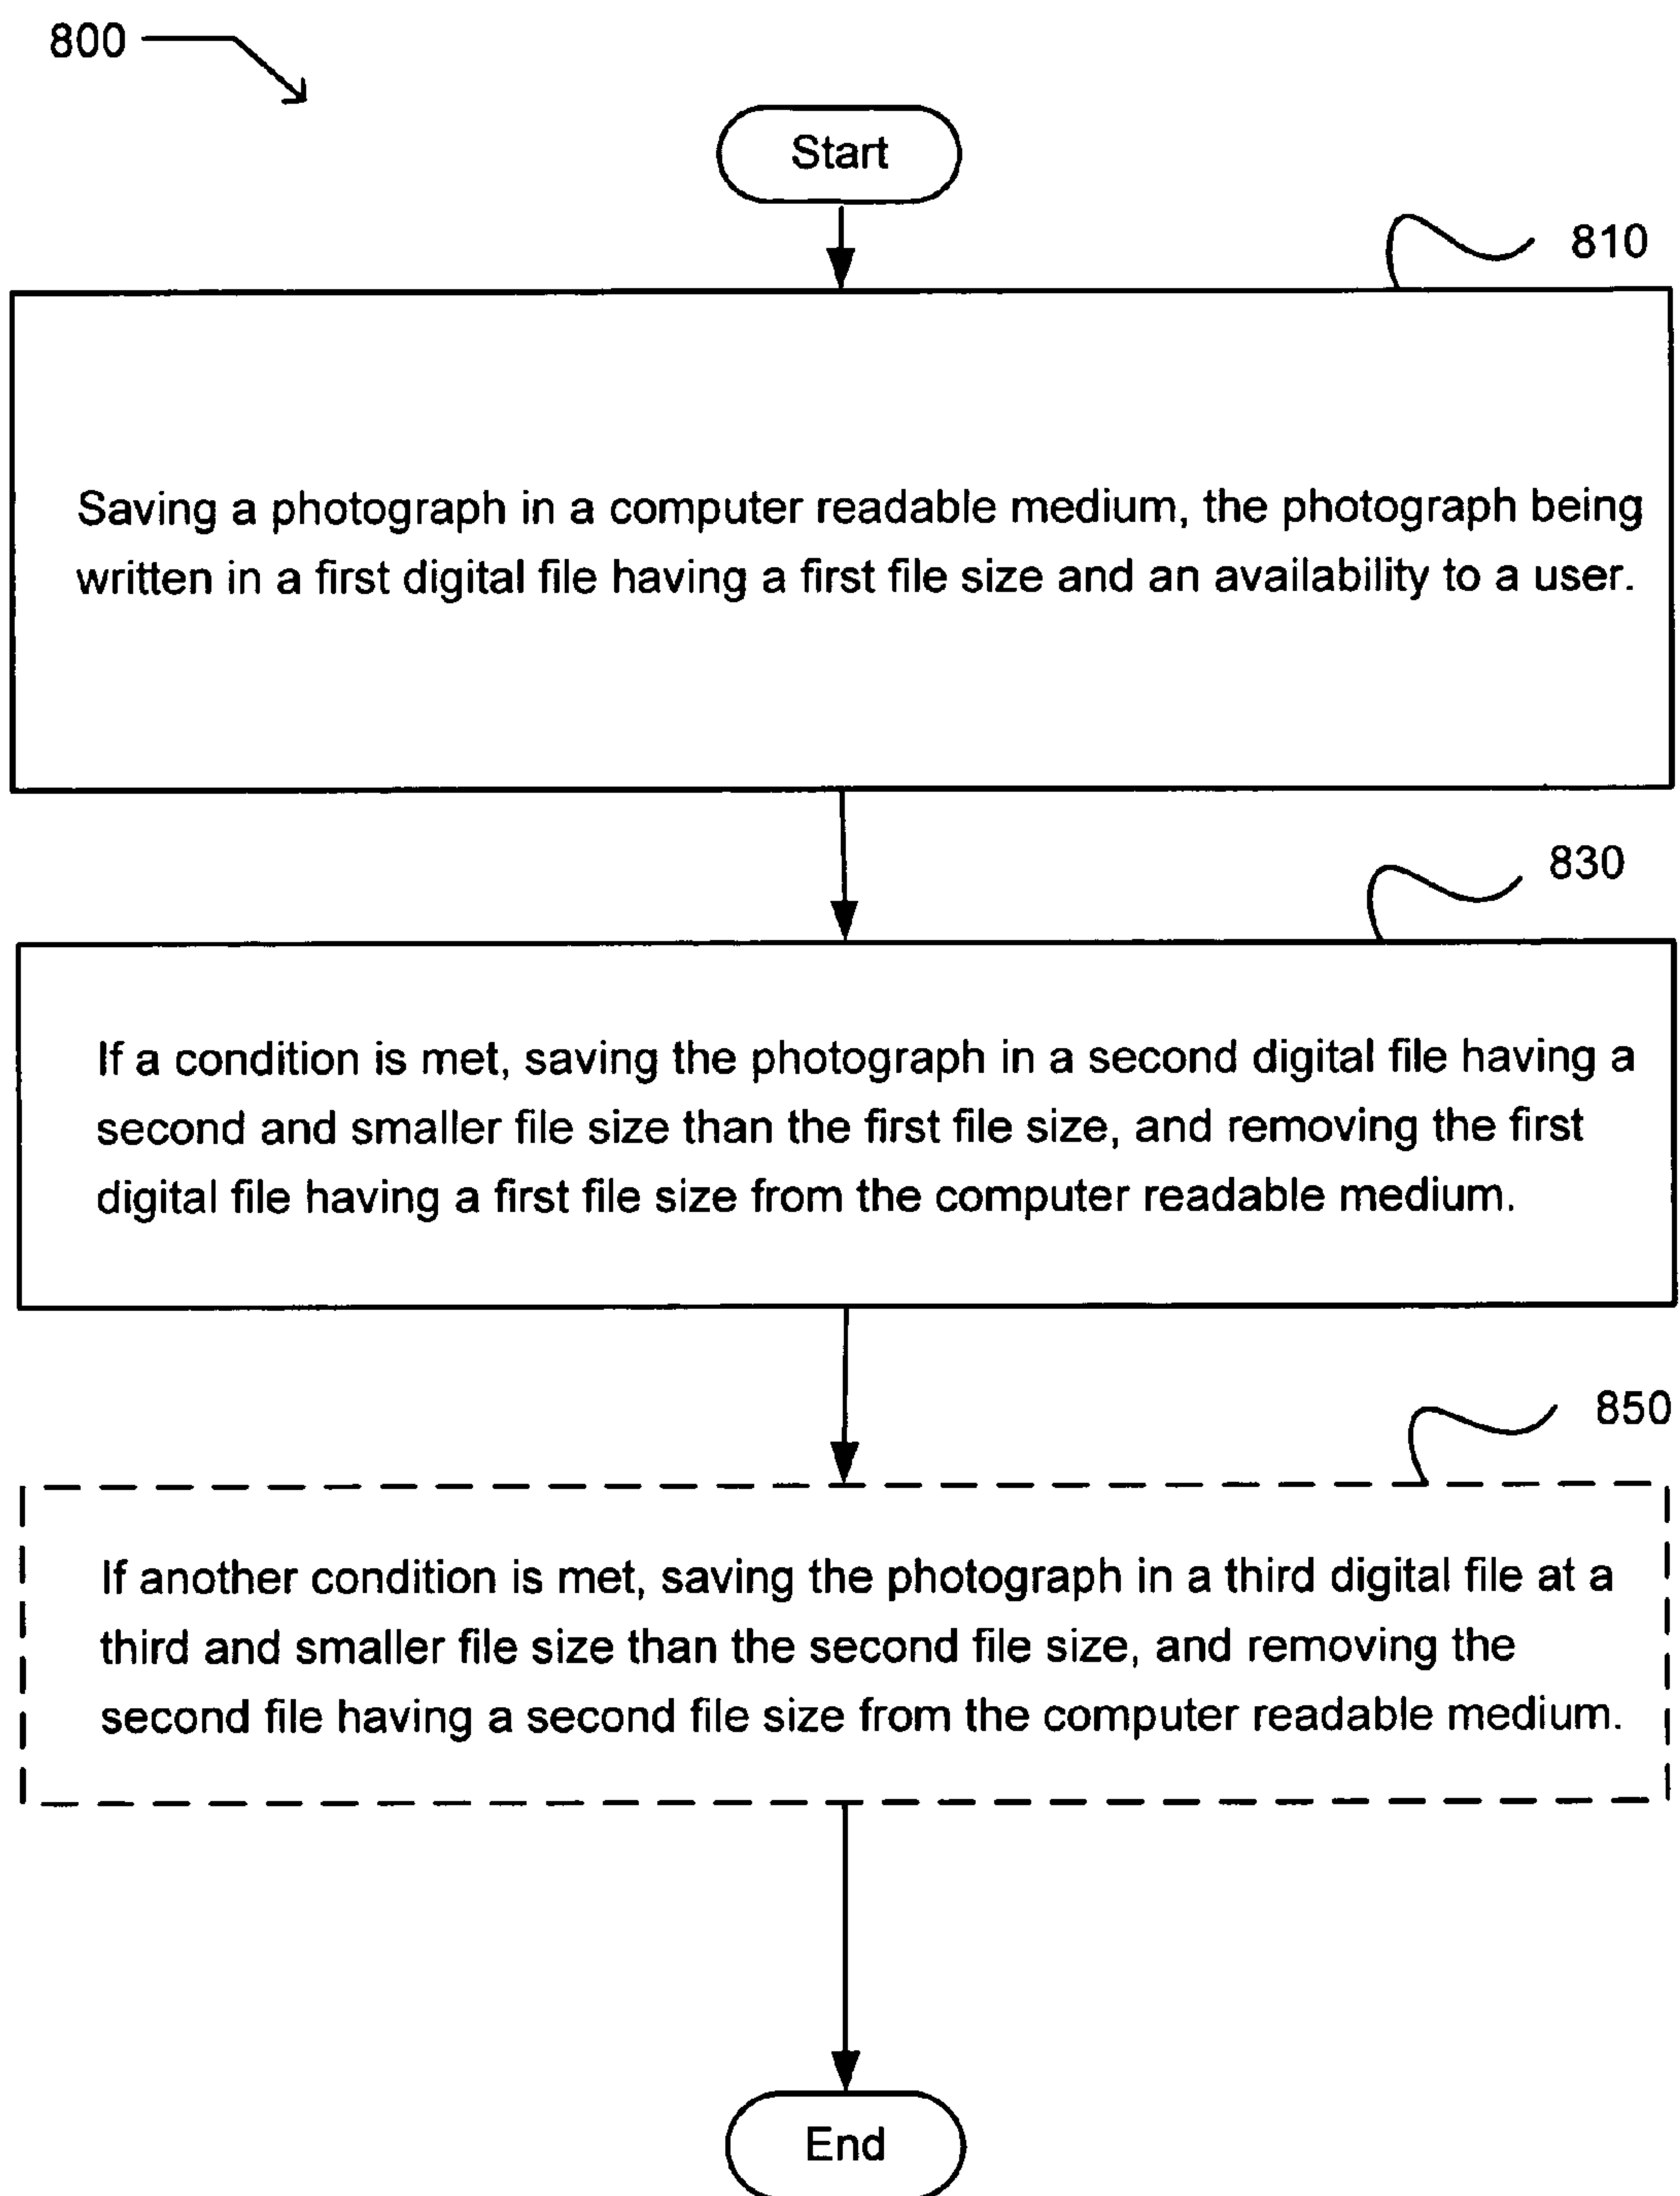 800
Start
810
Saving a photograph in a computer readable medium, the photograph being
written in a first digital file having a first file size and an availability to a user.
830
If a condition is met, saving the photograph in a second digital file having a
second and smaller file size than the first file size, and removing the first
digital file having a first file size from the computer readable medium.
850
If another condition is met, saving the photograph in a third digital file at a
third and smaller file size than the second file size, and removing the
second file having a second file size from the computer readable medium.
End